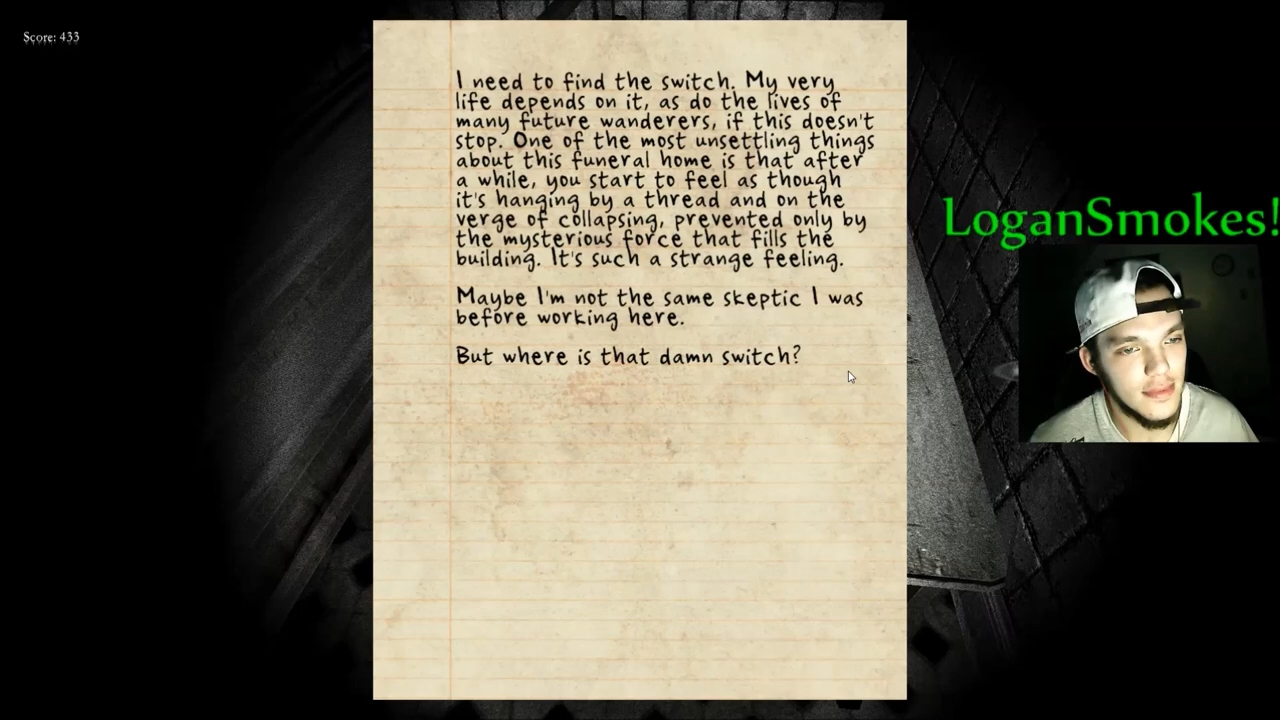 Score: 433
I need to find the switch. My very
life depends on it, as do the lives of
many future wanderers, if this doesn't
stop. One of the most unsettling things
about this funeral home is that after
a while, you start to feel as though
it's hanging by a thread and on the
verge of collapsing, prevented only by
the mysterious force that fills the
building. It's such a strange feeling.
Maybe I'm not the same skeptic I was
before working here.
But where is that damn switch?
LoganSmokes!